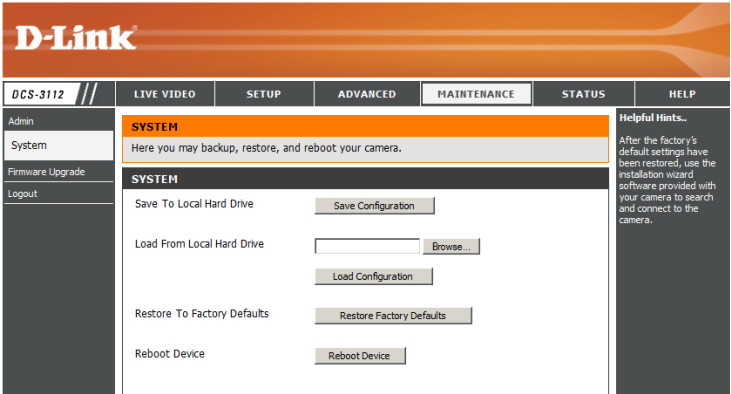 D-Link
DCS-3112
LIVE VIDEO
SETUP
ADVANCED
MAINTENANCE
STATUS
HELP
Admin
System
Firmware Upgrade
Logout
SYSTEM
Here you may backup, restore, and reboot your camera.
SYSTEM
Save To Local Hard Drive
Save Configuration
Load From Local Hard Drive
Browse...
Load Configuration
Restore To Factory Defaults
Restore Factory Defaults
Reboot Device
Reboot Device
Helpful Hints..
After the factory's
default settings have
been restored, use the
installation wizard
software provided with
your camera to search
and connect to the
camera.